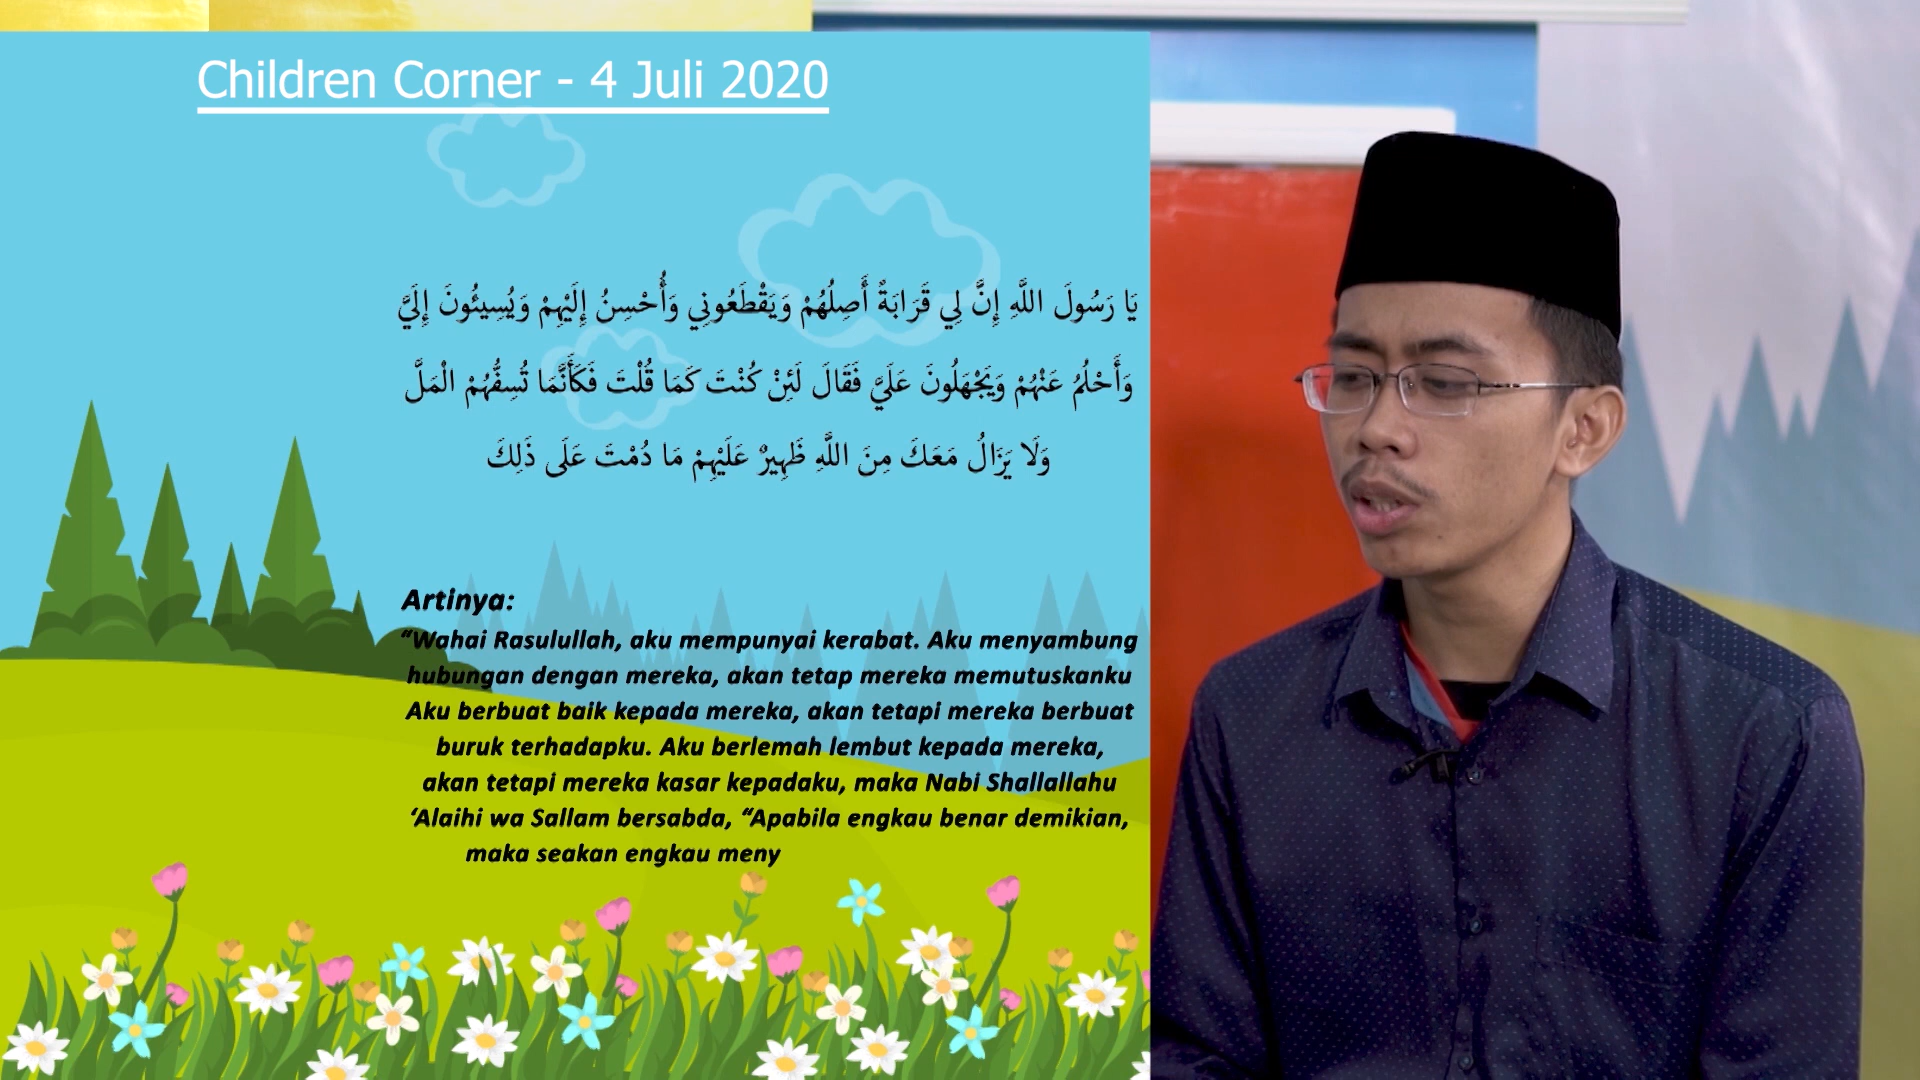 Children Corner - 4 Juli 2020
يَا رَسُولَ اللَّهِ إِنَّ لِي قَرَابَةً أَصِلُهُمْ وَيَقْطَعُونِي وَأُحْسِنُ إِلَيْهِمْ وَيُسِيئُونَ إِلَيَّ
وَأَحْلُمُ عَنْهُمْ وَيَجْهَلُونَ عَلَيَّ فَقَالَ لَئِنْ كُنْتَ كَمَا قُلْتَ فَكَأَنَّمَا تُسِفُّهُمْ الْمَلَّ
وَلَا يَزَالُ مَعَكَ مِنَ اللَّهِ ظَهِيرٌ عَلَيْهِمْ مَا دُمْتَ عَلَى ذَلِكَ
Artinya:
“Wahai Rasulullah, aku mempunyai kerabat. Aku menyambung
hubungan dengan mereka, akan tetap mereka memutuskanku
Aku berbuat baik kepada mereka, akan tetapi mereka berbuat
buruk terhadapku. Aku berlemah lembut kepada mereka,
akan tetapi mereka kasar kepadaku, maka Nabi Shallallahu
‘Alaihi wa Sallam bersabda, “Apabila engkau benar demikian,
maka seakan engkau meny